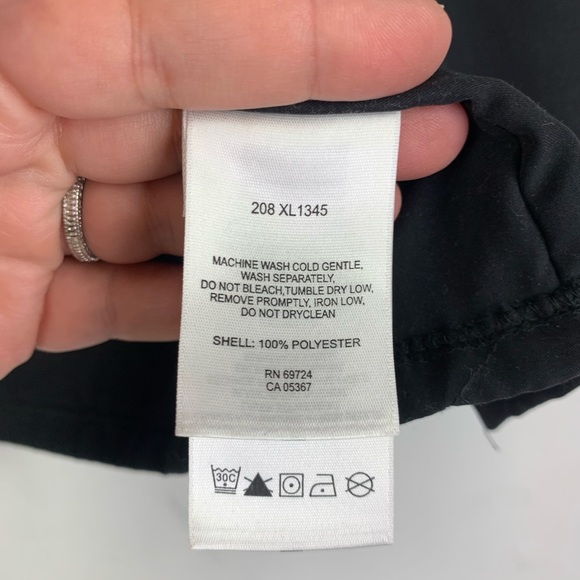 208 XL1345
MACHINE WASH COLD GENTLE,
WASH SEPARATELY,
DO NOT BLEACH,TUMBLE DRY LOW,
REMOVE PROMPTLY, IRON LOW,
DO NOT DRYCLEAN
SHELL: 100% POLYESTER
RN 69724
CA 05367
30C